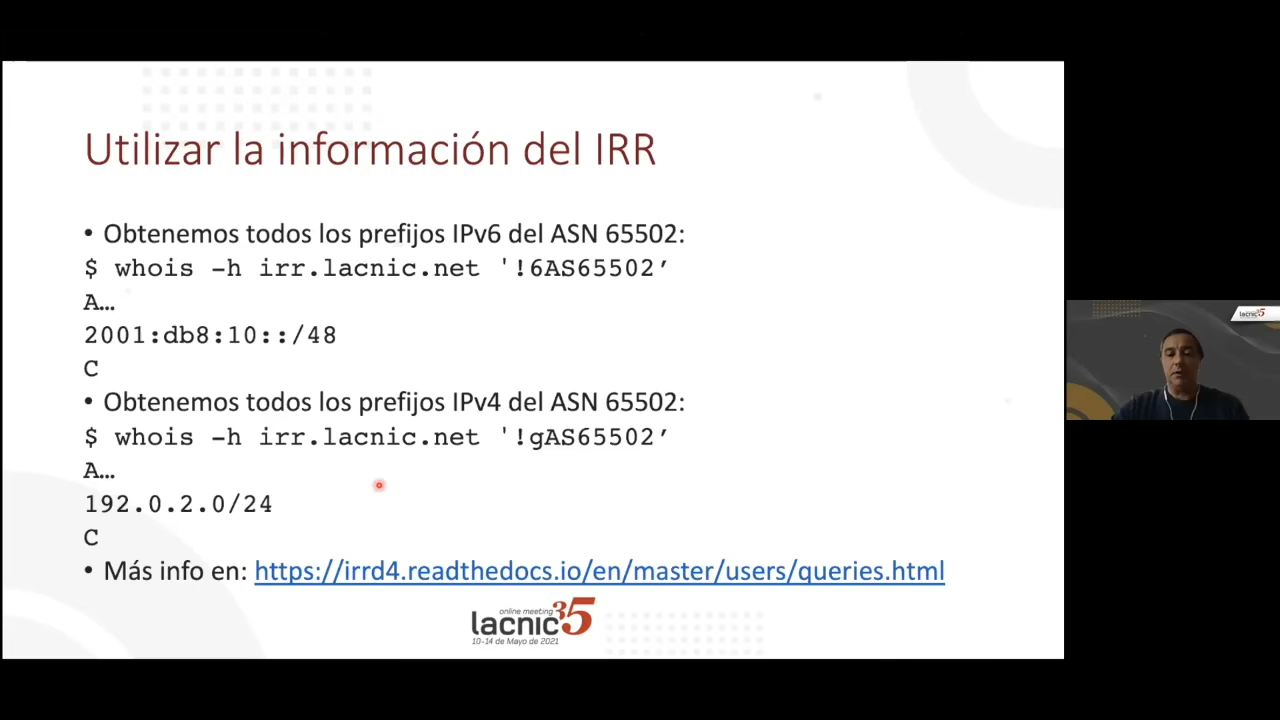 Utilizar la información del IRR
• Obtenemos todos los prefijos IPv6 del ASN 65502:
$ whois -h irr.lacnic.net '!6AS65502’
A…
2001:db8:10::/48
C
• Obtenemos todos los prefijos IPv4 del ASN 65502:
$ whois -h irr.lacnic.net '!gAS65502’
A…
192.0.2.0/24
C
• Más info en: https://irrd4.readthedocs.io/en/master/users/queries.html
online meeting
lacnic35
10-14 de Mayo de 2021
lacnic35